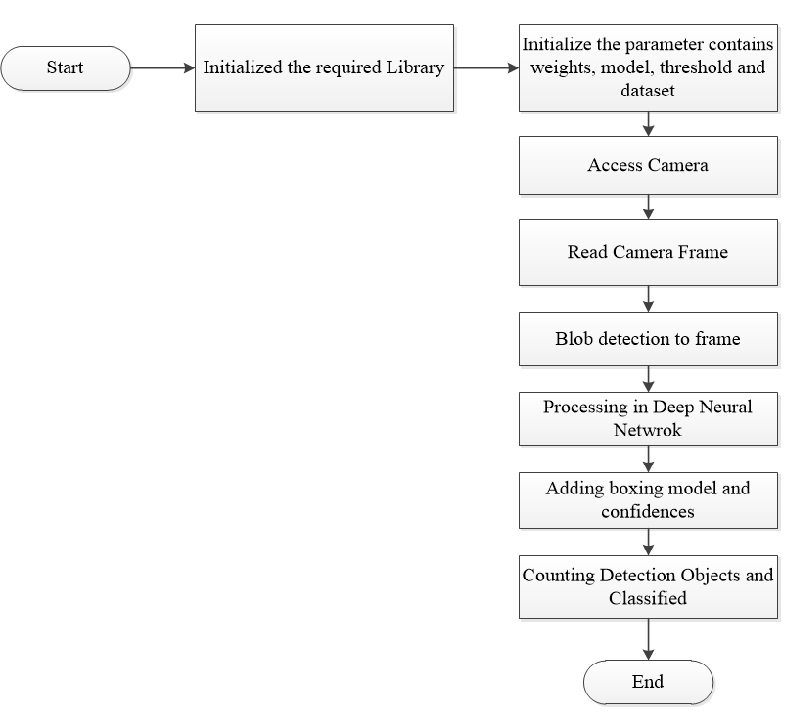 Start
Initialized the required Library
Initialize the parameter contains
weights, model, threshold and
dataset
Access Camera
Read Camera Frame
Blob detection to frame
Processing in Deep Neural
Netwrok
Adding boxing model and
confidences
Counting Detection Objects and
Classified
End